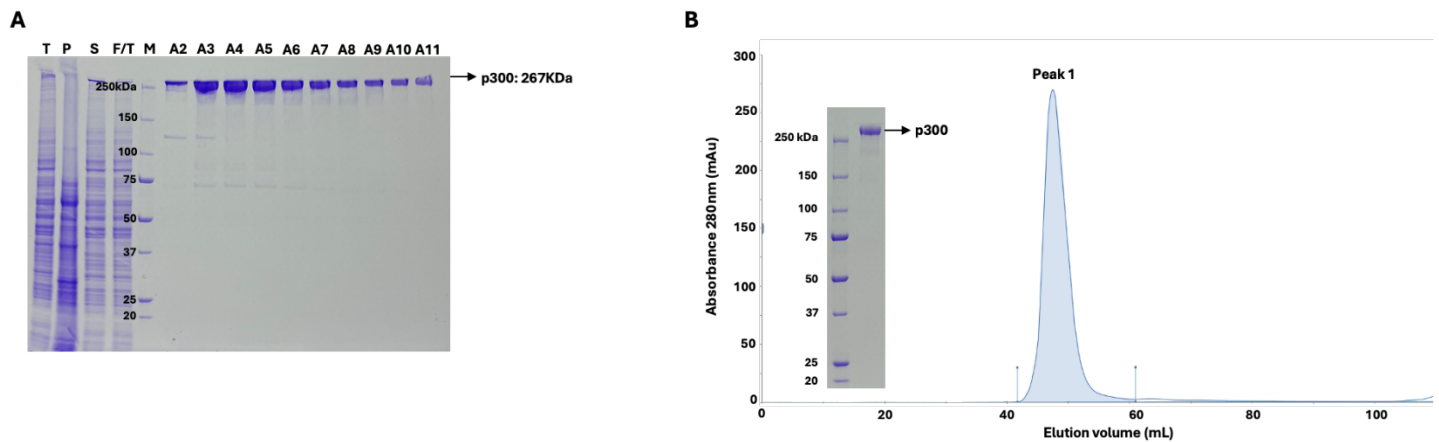 A
T P S F/T M A2 A3 A4 A5 A6 A7 A8 A9 A10 A11
p300: 267KDa
250kDa
150
100
75
50
37
25
20
B
300
250
200
150
100
50
0
Absorbance 280nm (mAu)
Peak 1
p300
250 kDa
150
100
75
50
37
25
20
0 20 40 60 80 100
Elution volume (mL)